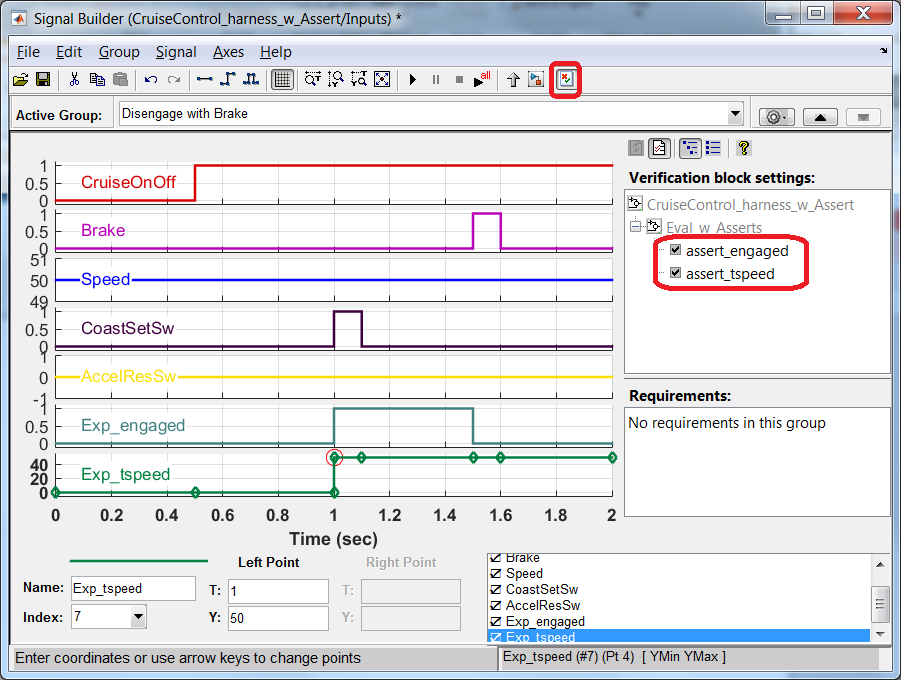 Signal Builder (CruiseControl_harness_w_Assert/Inputs) *
File Edit Group Signal Axes Help
all
Active Group: Disengage with Brake
1
0.5
0
CruiseOnOff
1
0.5
0
Brake
51
50
49
Speed
1
0.5
0
CoastSetSw
1
0
-1
AccelResSw
1
0.5
0
Exp_engaged
40
20
0
Exp_tspeed
0 0.2 0.4 0.6 0.8 1 1.2 1.4 1.6 1.8 2
Time (sec)
Verification block settings:
CruiseControl_harness_w_Assert
Eval_w_Asserts
assert_engaged
assert_tspeed
Requirements:
No requirements in this group
Left Point Right Point
Name: Exp_tspeed T: 1 T:
Index: 7 Y: 50 Y:
Brake
Speed
CoastSetSw
AccelResSw
Exp_engaged
Exp_tspeed
Enter coordinates or use arrow keys to change points
Exp_tspeed (#7) (Pt 4) [ YMin YMax ]